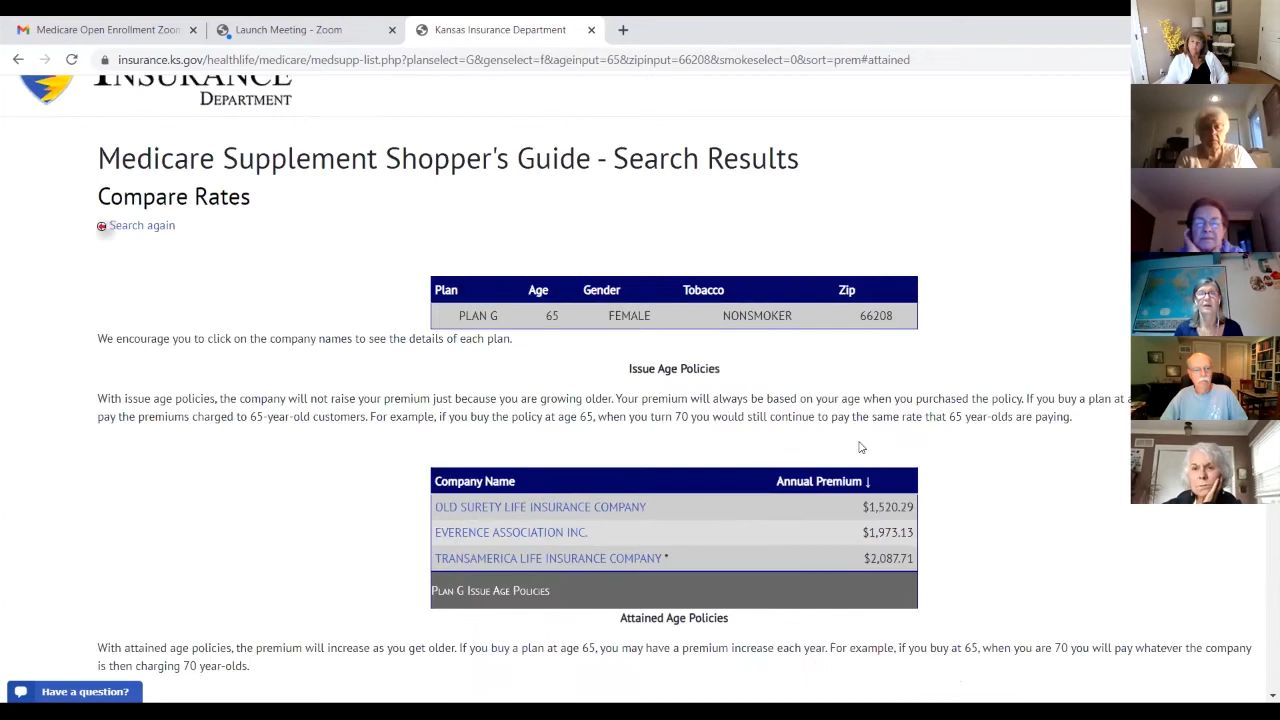 Medicare Open Enrollment Zoom
Launch Meeting - Zoom
Kansas Insurance Department
insurance.ks.gov/healthlife/medicare/medsupp-list.php?planselect=G&genselect=f&ageinput=65&zipinput=66208&smokeselect=0&sort=prem#attained
INSURANCE
DEPARTMENT
Medicare Supplement Shopper's Guide - Search Results
Compare Rates
Search again
Plan Age Gender Tobacco Zip
PLAN G 65 FEMALE NONSMOKER 66208
We encourage you to click on the company names to see the details of each plan.
Issue Age Policies
With issue age policies, the company will not raise your premium just because you are growing older. Your premium will always be based on your age when you purchased the policy. If you buy a plan at
pay the premiums charged to 65-year-old customers. For example, if you buy the policy at age 65, when you turn 70 you would still continue to pay the same rate that 65 year-olds are paying.
Company Name Annual Premium ↓
OLD SURETY LIFE INSURANCE COMPANY $1,520.29
EVERENCE ASSOCIATION INC. $1,973.13
TRANSAMERICA LIFE INSURANCE COMPANY * $2,087.71
PLAN G ISSUE AGE POLICIES
Attained Age Policies
With attained age policies, the premium will increase as you get older. If you buy a plan at age 65, you may have a premium increase each year. For example, if you buy at 65, when you are 70 you will pay whatever the company
is then charging 70 year-olds.
Have a question?